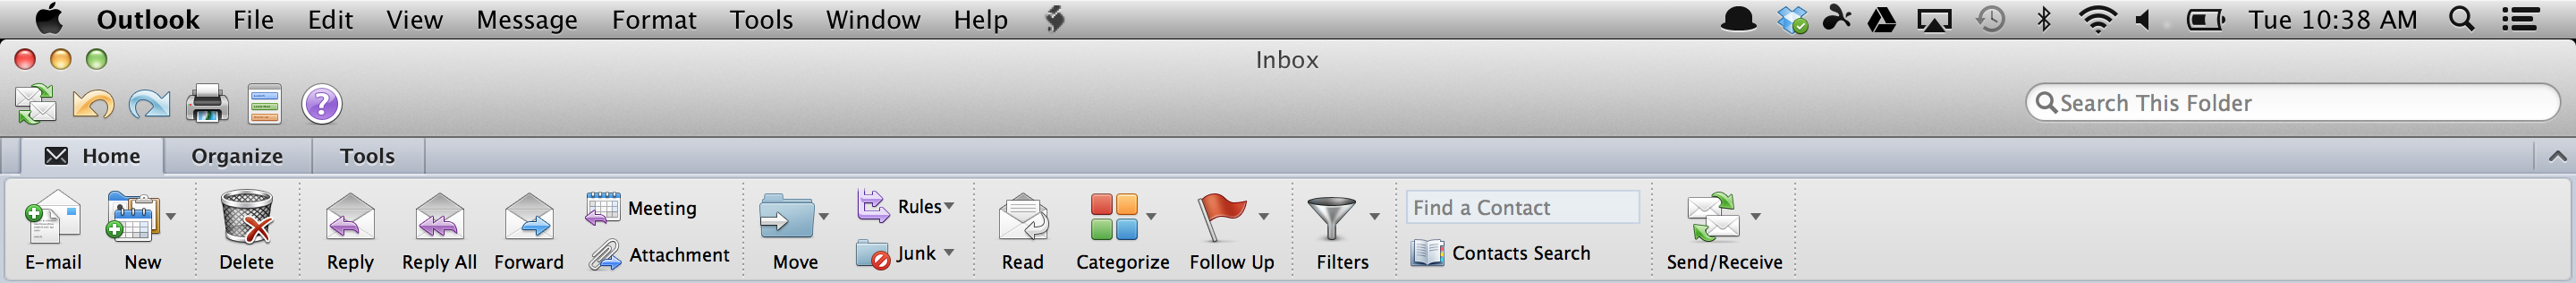 Outlook File Edit View Message Format Tools Window Help Tue 10:38 AM
Inbox
Search This Folder
Home Organize Tools
E-mail New Delete Reply Reply All Forward Meeting Attachment Move Rules Junk Read Categorize Follow Up Filters Find a Contact Contacts Search Send/Receive